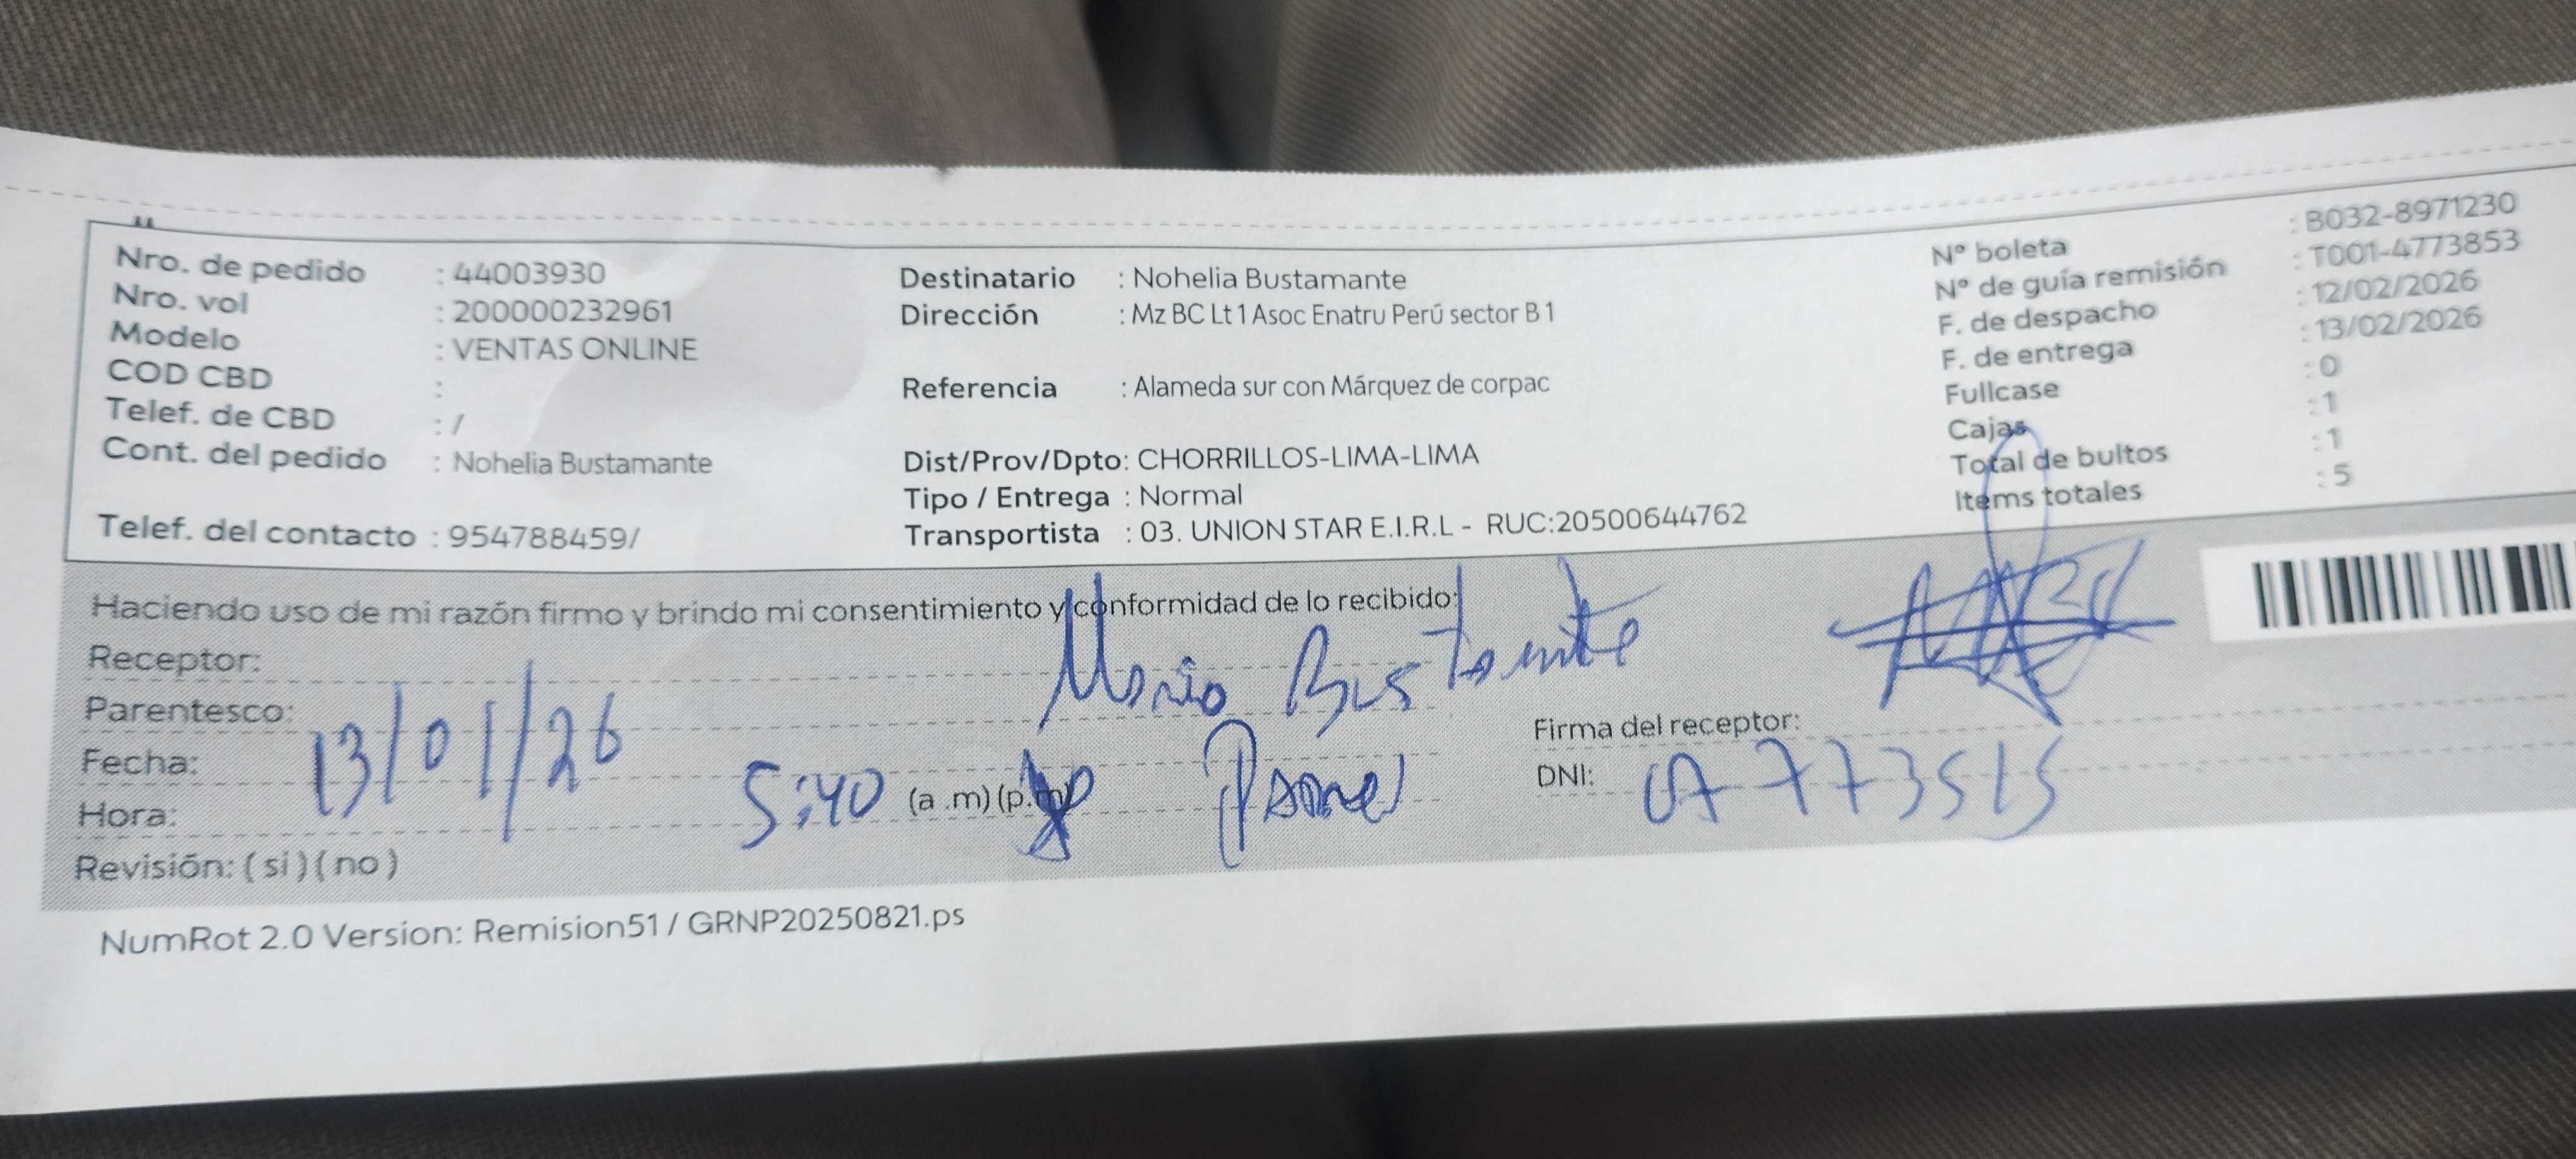 Nro. de pedido : 44003930
Nro. vol : 200000232961
Modelo : VENTAS ONLINE
COD CBD :
Telef. de CBD : /
Cont. del pedido : Nohelia Bustamante
Telef. del contacto : 954788459/
Destinatario : Nohelia Bustamante
Dirección : Mz BC Lt 1 Asoc Enatru Perú sector B 1
Referencia : Alameda sur con Márquez de corpac
Dist/Prov/Dpto: CHORRILLOS-LIMA-LIMA
Tipo / Entrega : Normal
Transportista : 03. UNION STAR E.I.R.L - RUC:20500644762
N° boleta : B032-8971230
N° de guía remisión : T001-4773853
F. de despacho : 12/02/2026
F. de entrega : 13/02/2026
Fullcase : 0
Cajas : 1
Total de bultos : 1
Items totales : 5
Haciendo uso de mi razón firmo y brindo mi consentimiento y conformidad de lo recibido:
Receptor: Mario Bustamante
Parentesco:
Fecha: 13/01/26
Hora: 5:40 (a .m) (p.m)
Revisión: ( si ) ( no )
Firma del receptor:
DNI: 773515
NumRot 2.0 Version: Remision51 / GRNP20250821.ps